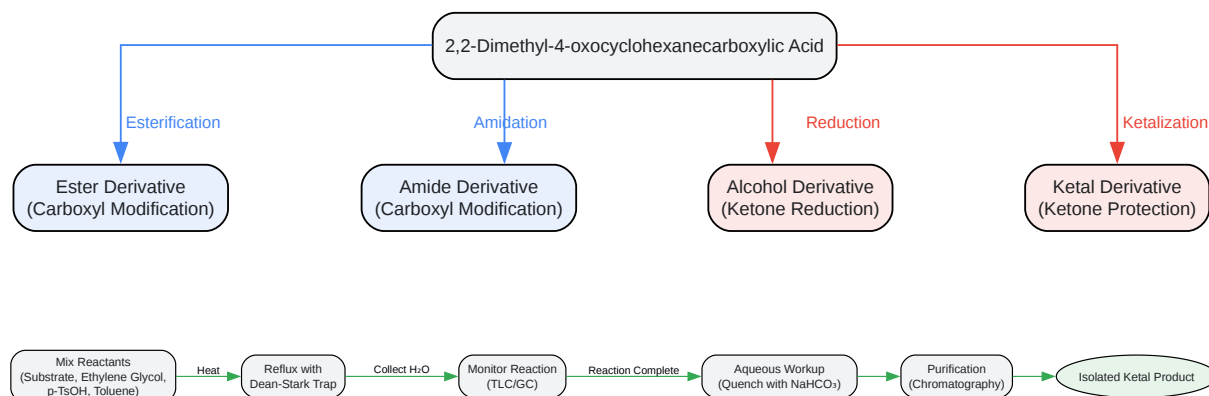 2,2-Dimethyl-4-oxocyclohexanecarboxylic Acid
Esterification
Amidation
Reduction
Ketalization
Ester Derivative
(Carboxyl Modification)
Amide Derivative
(Carboxyl Modification)
Alcohol Derivative
(Ketone Reduction)
Ketal Derivative
(Ketone Protection)
Mix Reactants
(Substrate, Ethylene Glycol,
p-TsOH, Toluene)
Heat
Reflux with
Dean-Stark Trap
Collect H₂O
Monitor Reaction
(TLC/GC)
Reaction Complete
Aqueous Workup
(Quench with NaHCO₃)
Purification
(Chromatography)
Isolated Ketal Product